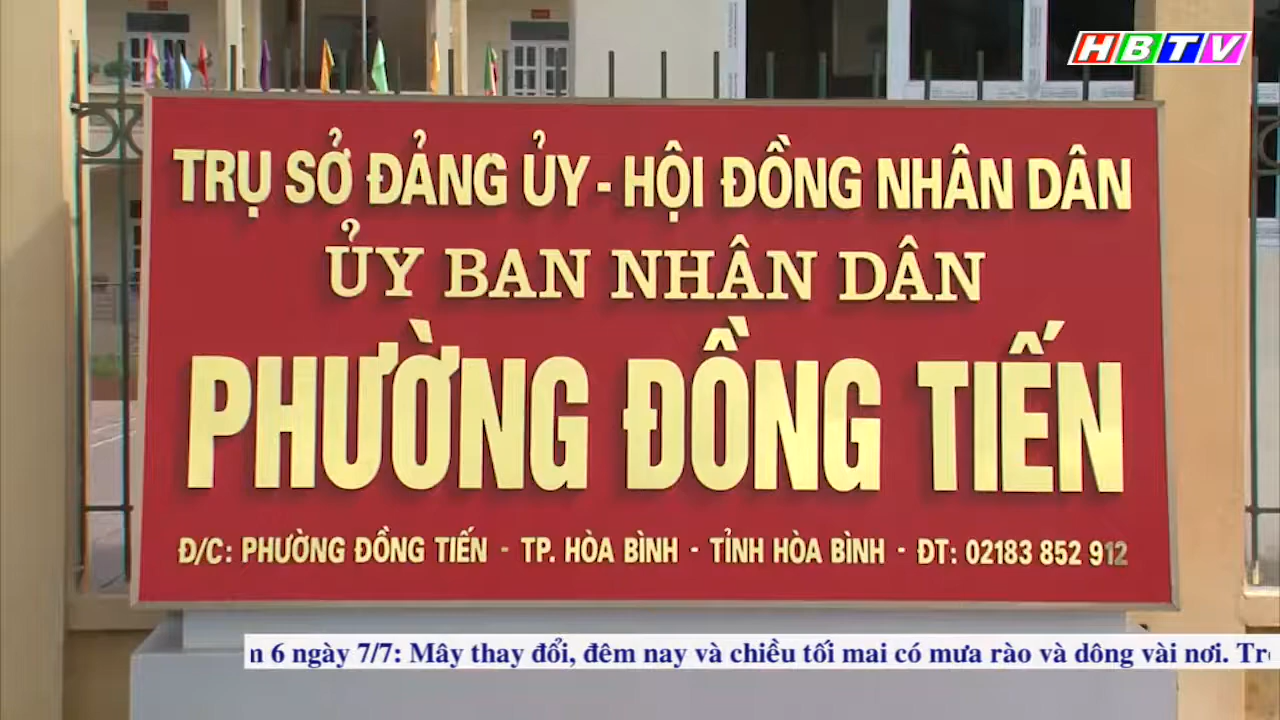 HBTV
TRỤ SỞ ĐẢNG ỦY - HỘI ĐỒNG NHÂN DÂN
ỦY BAN NHÂN DÂN
PHƯỜNG ĐỒNG TIẾN
Đ/C: PHƯỜNG ĐỒNG TIẾN - TP. HÒA BÌNH - TỈNH HÒA BÌNH - ĐT: 02183 852 912
6 ngày 7/7: Mây thay đổi, đêm nay và chiều tối mai có mưa rào và dông vài nơi.